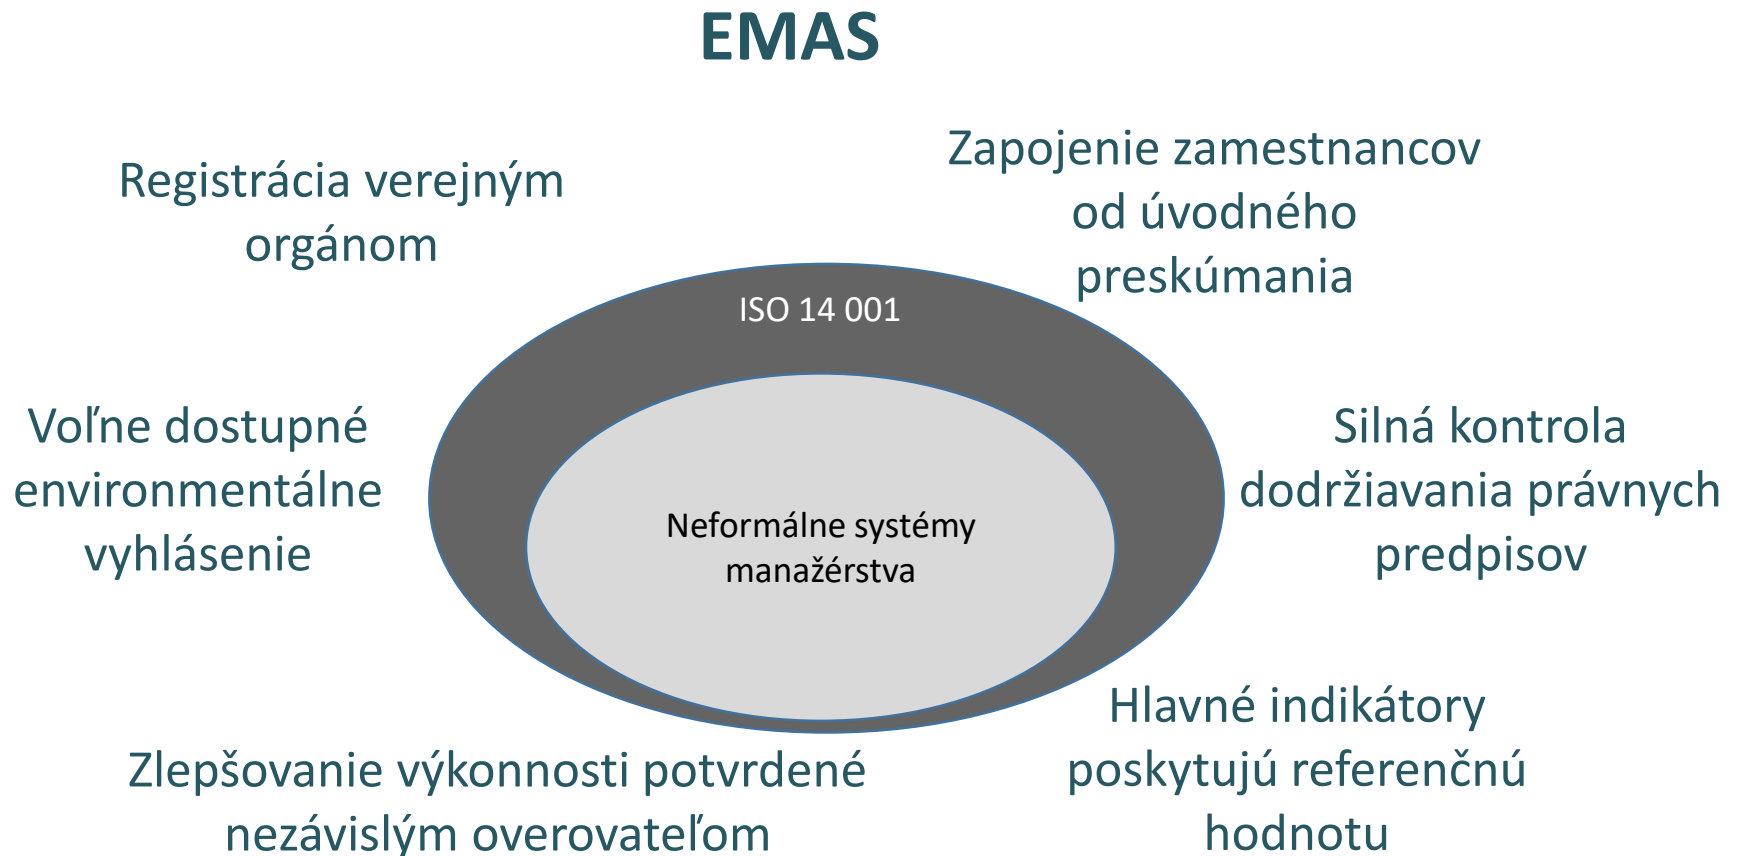 EMAS
Registrácia verejným
orgánom
Zapojenie zamestnancov
od úvodného
preskúmania
ISO 14 001
Voľne dostupné
environmentálne
vyhlásenie
Neformálne systémy
manažérstva
Silná kontrola
dodržiavania právnych
predpisov
Zlepšovanie výkonnosti potvrdené
nezávislým overovateľom
Hlavné indikátory
poskytujú referenčnú
hodnotu